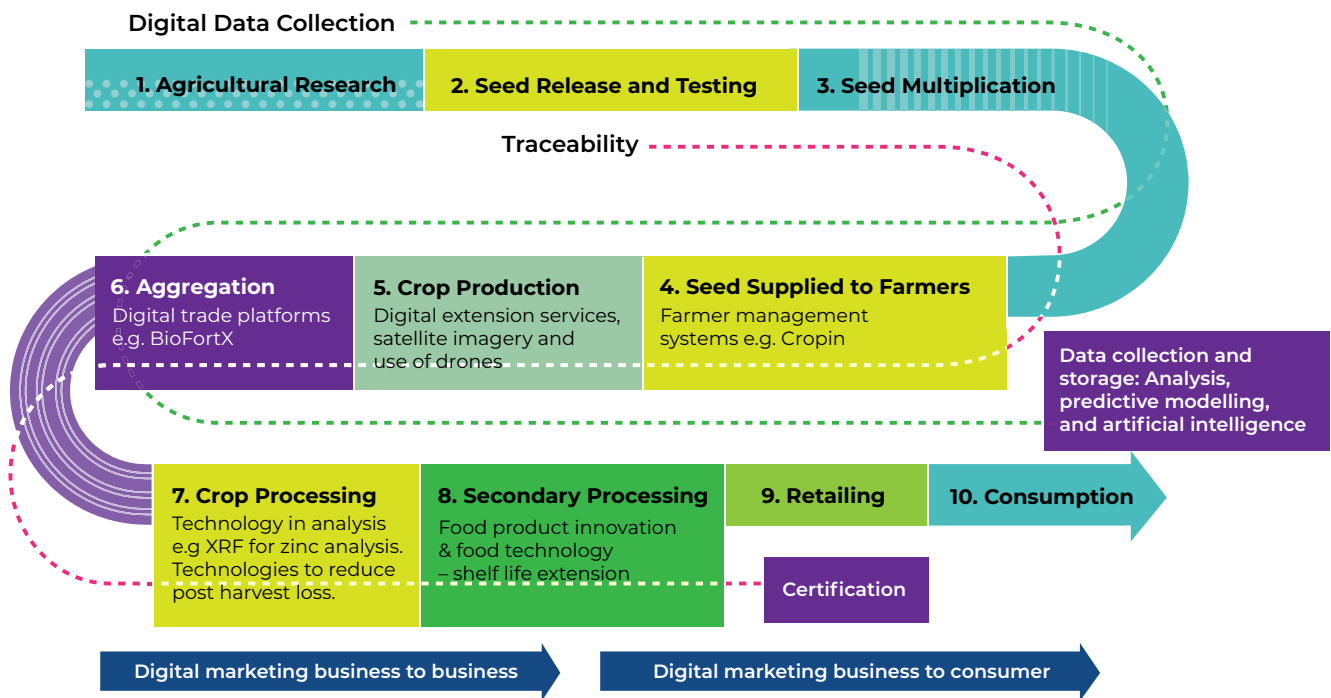 Digital Data Collection
1. Agricultural Research
2. Seed Release and Testing
3. Seed Multiplication
Traceability
6. Aggregation
Digital trade platforms
e.g. BioFortX
5. Crop Production
Digital extension services,
satellite imagery and
use of drones
4. Seed Supplied to Farmers
Farmer management
systems e.g. Cropin
Data collection and
storage: Analysis,
predictive modelling,
and artificial intelligence
7. Crop Processing
Technology in analysis
e.g XRF for zinc analysis.
Technologies to reduce
post harvest loss.
8. Secondary Processing
Food product innovation
& food technology
– shelf life extension
9. Retailing
10. Consumption
Certification
Digital marketing business to business
Digital marketing business to consumer